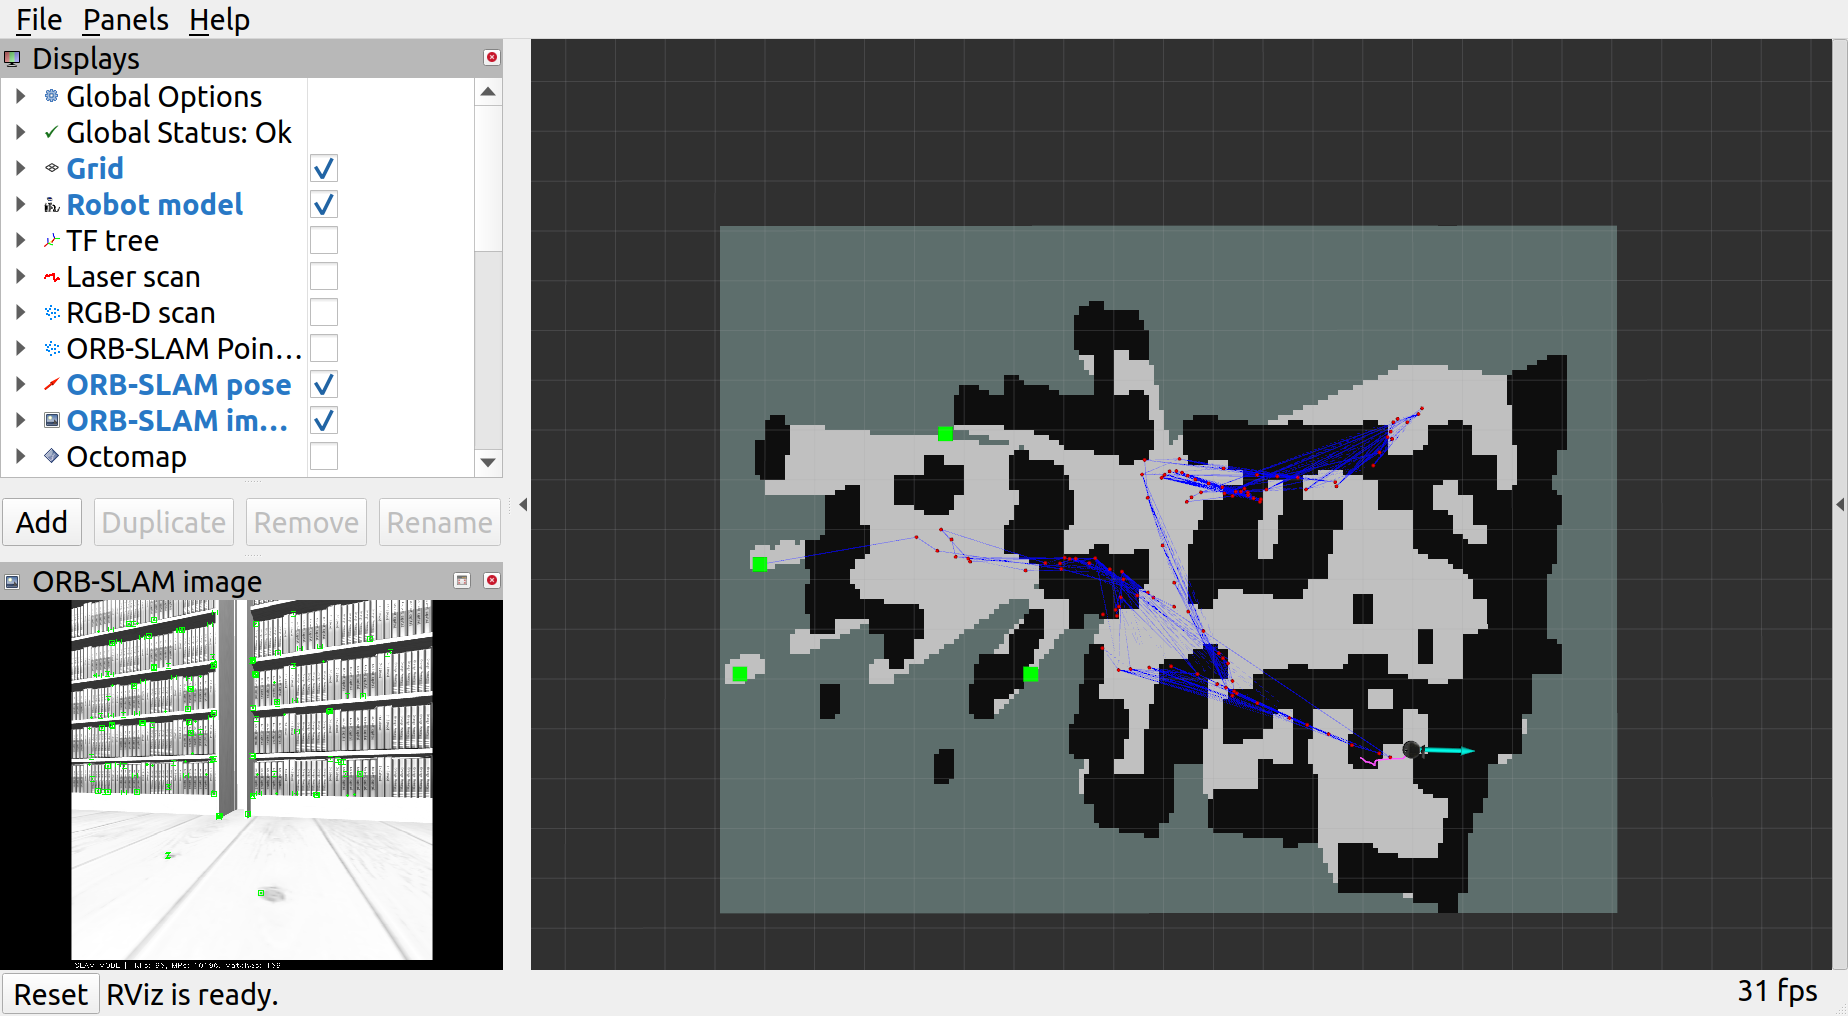 File Panels Help
Displays
Global Options
Global Status: Ok
Grid
Robot model
TF tree
Laser scan
RGB-D scan
ORB-SLAM Poin...
ORB-SLAM pose
ORB-SLAM im...
Octomap
Add Duplicate Remove Rename
ORB-SLAM image
SLAM MODE |
Reset RViz is ready.
31 fps